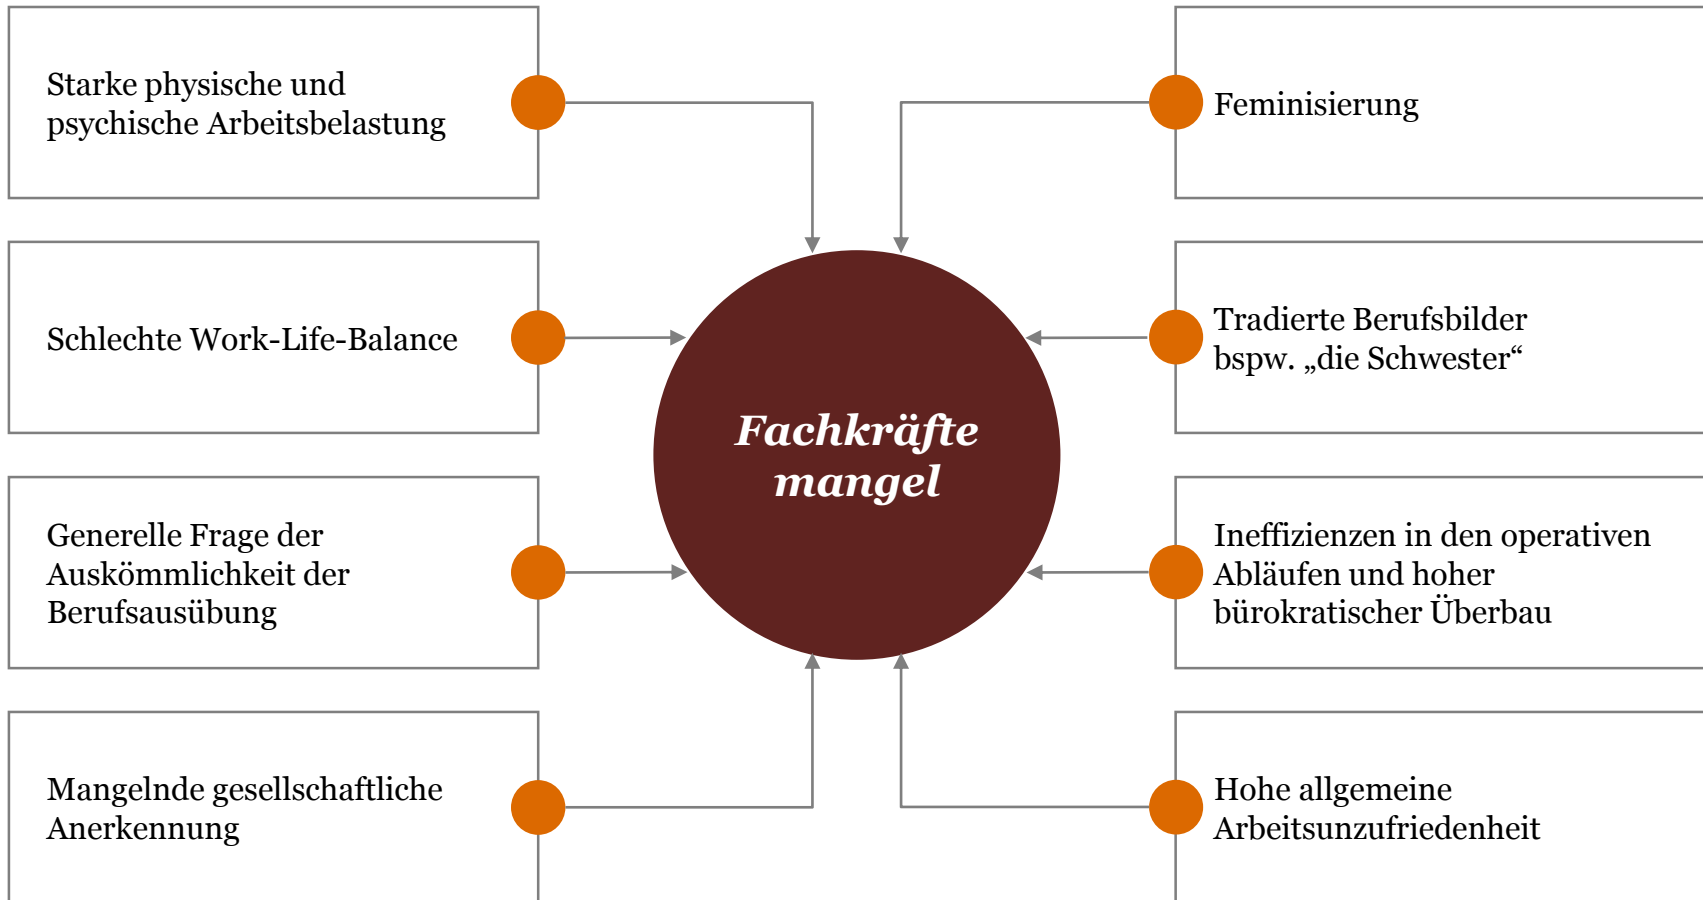 Starke physische und
psychische Arbeitsbelastung
Schlechte Work-Life-Balance
Generelle Frage der
Auskömmlichkeit der
Berufsausübung
Mangelnde gesellschaftliche
Anerkennung
Fachkräfte
mangel
Feminisierung
Tradierte Berufsbilder
bspw. „die Schwester“
Ineffizienzen in den operativen
Abläufen und hoher
bürokratischer Überbau
Hohe allgemeine
Arbeitsunzufriedenheit